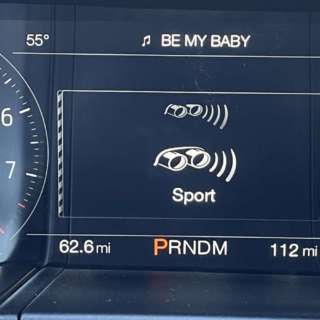 55° ♫ BE MY BABY
6
7
Sport
62.6 mi PRNDM 112 mi